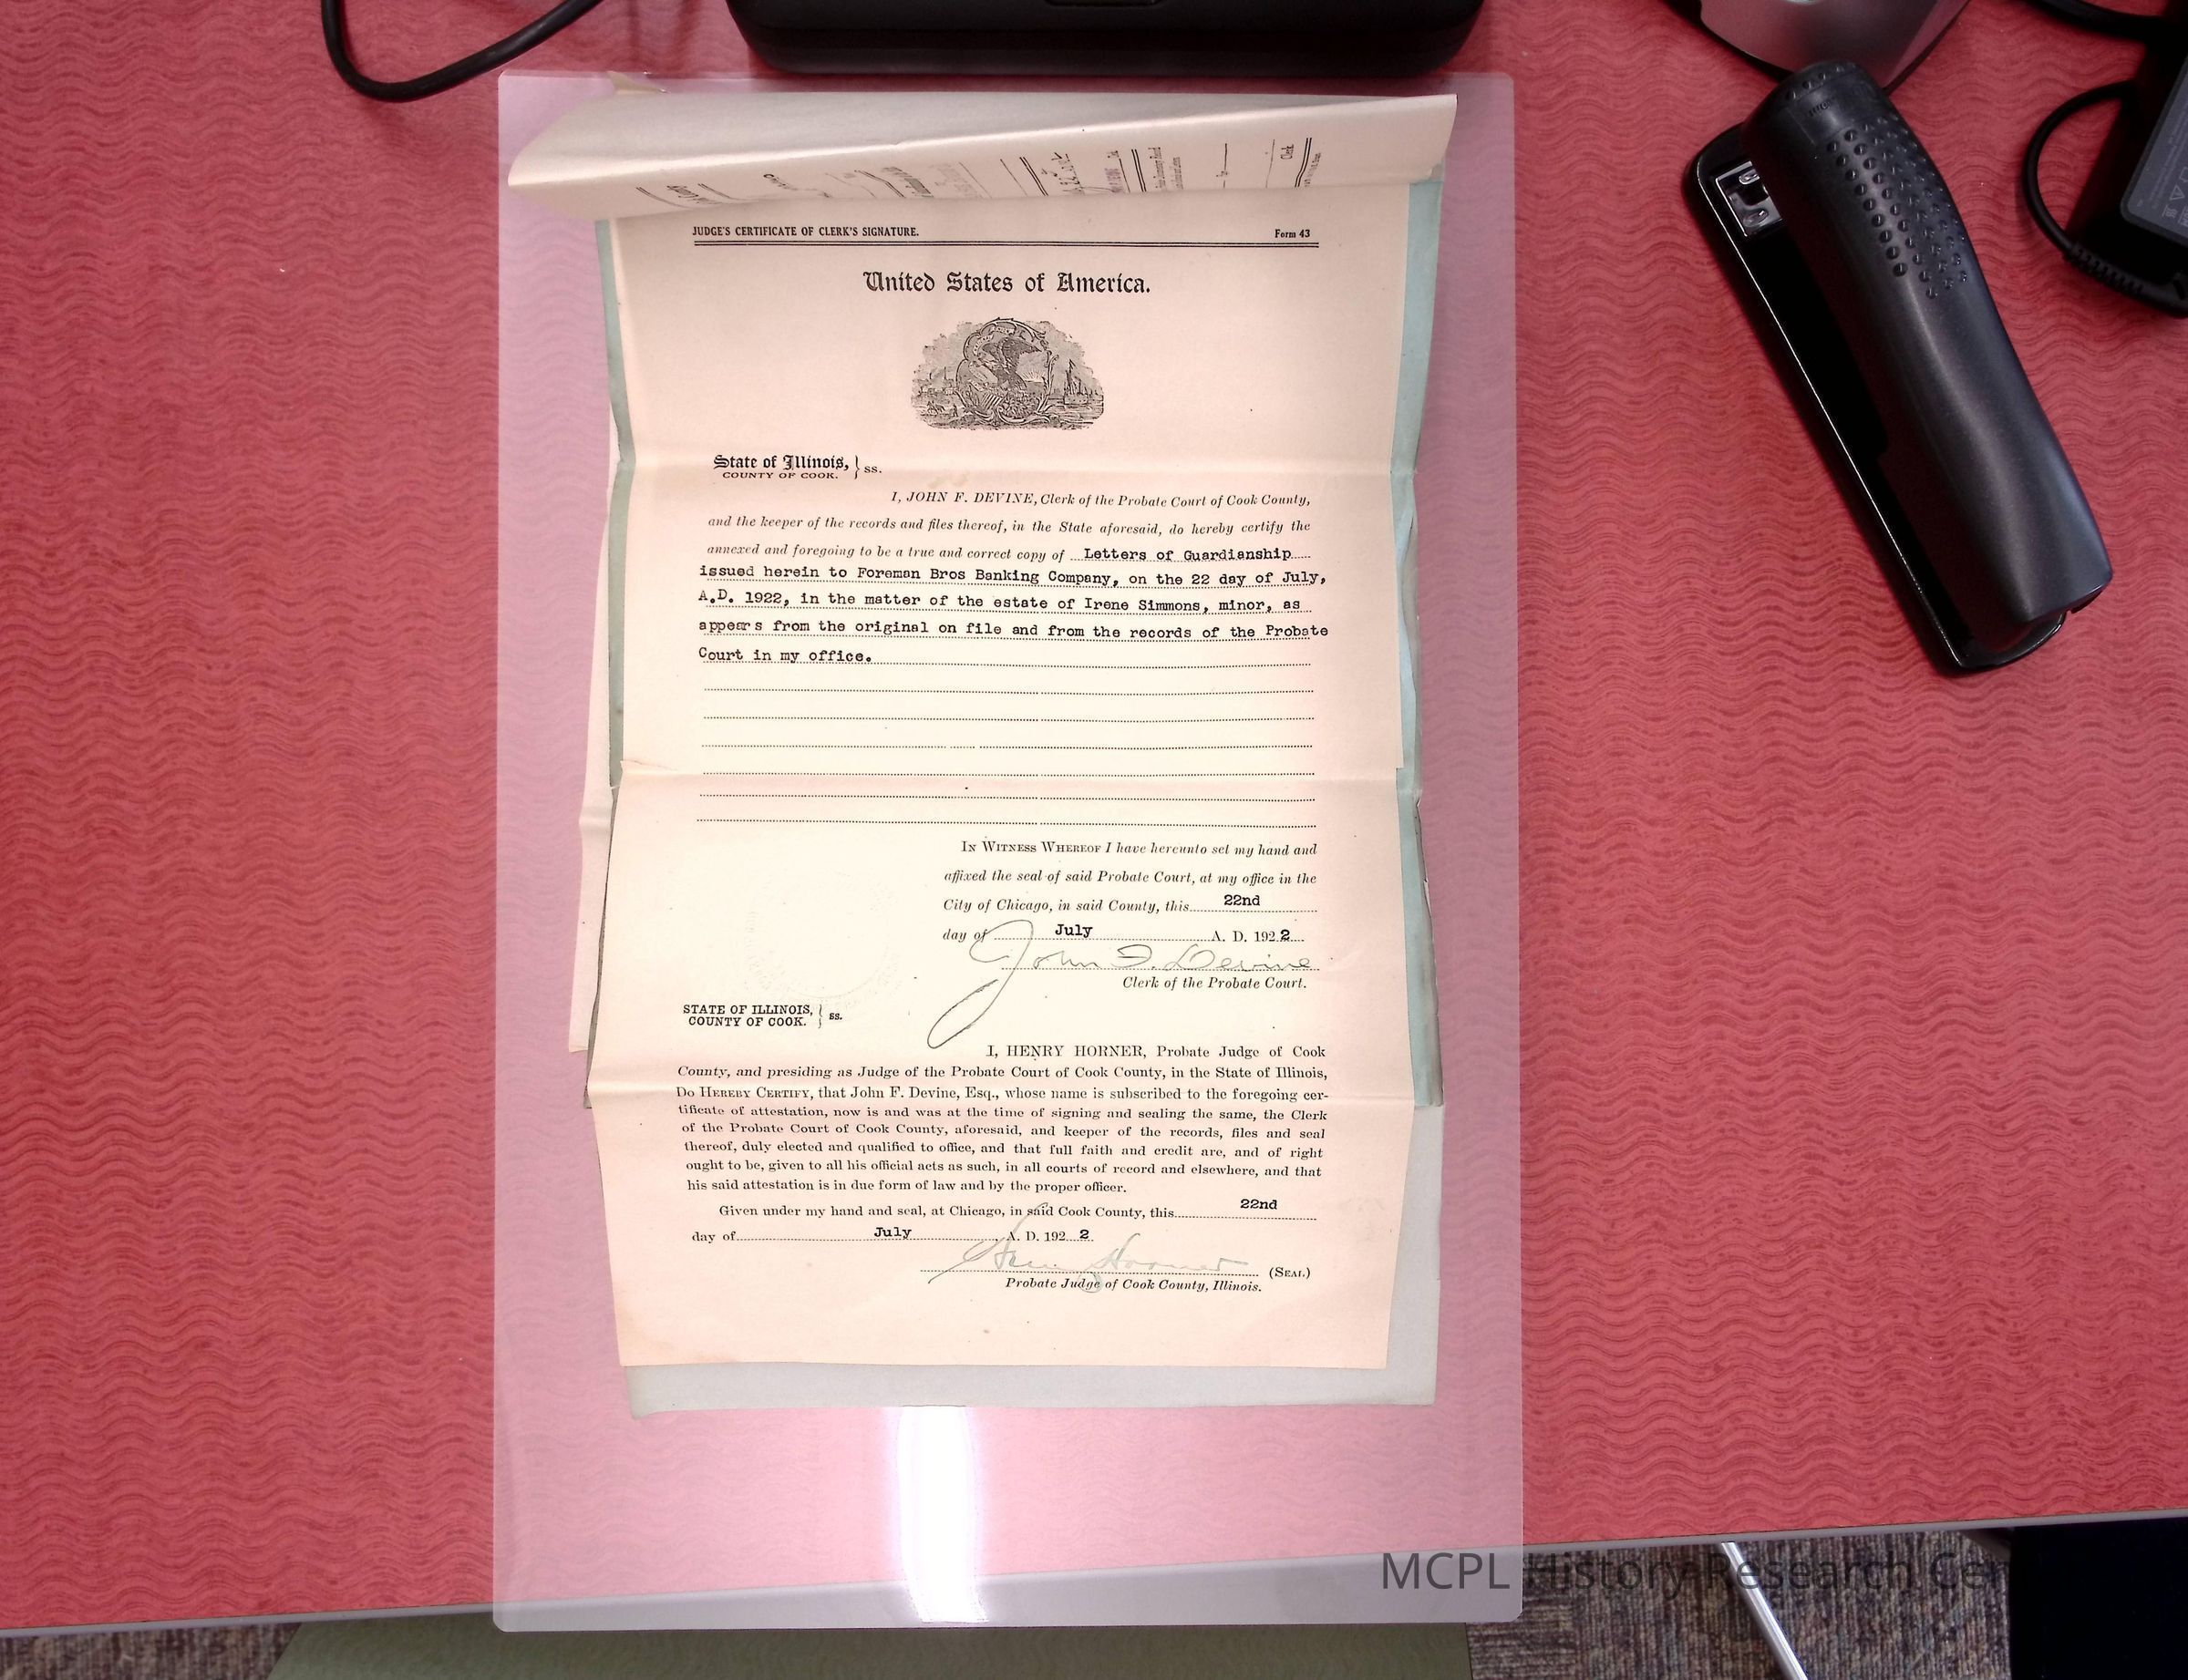 JUDGE'S CERTIFICATE OF CLERK'S SIGNATURE. Form 43
United States of America.
State of Illinois, } ss.
COUNTY OF COOK.
I, JOHN F. DEVINE, Clerk of the Probate Court of Cook County,
and the keeper of the records and files thereof, in the State aforesaid, do hereby certify the
annexed and foregoing to be a true and correct copy of Letters of Guardianship
issued herein to Foreman Bros Banking Company, on the 22 day of July,
A.D. 1922, in the matter of the estate of Irene Simmons, minor, as
appears from the original on file and from the records of the Probate
Court in my office.
IN WITNESS WHEREOF I have hereunto set my hand and
affixed the seal of said Probate Court, at my office in the
City of Chicago, in said County, this 22nd
day of July A. D. 1922
John F. Devine
Clerk of the Probate Court.
STATE OF ILLINOIS, } ss.
COUNTY OF COOK.
I, HENRY HORNER, Probate Judge of Cook
County, and presiding as Judge of the Probate Court of Cook County, in the State of Illinois,
DO HEREBY CERTIFY, that John F. Devine, Esq., whose name is subscribed to the foregoing cer-
tificate of attestation, now is and was at the time of signing and sealing the same, the Clerk
of the Probate Court of Cook County, aforesaid, and keeper of the records, files and seal
thereof, duly elected and qualified to office, and that full faith and credit are, and of right
ought to be, given to all his official acts as such, in all courts of record and elsewhere, and that
his said attestation is in due form of law and by the proper officer.
Given under my hand and seal, at Chicago, in said Cook County, this 22nd
day of July, A. D. 192 2
Henry Horner (SEAL)
Probate Judge of Cook County, Illinois.
MCPL History Research Cen